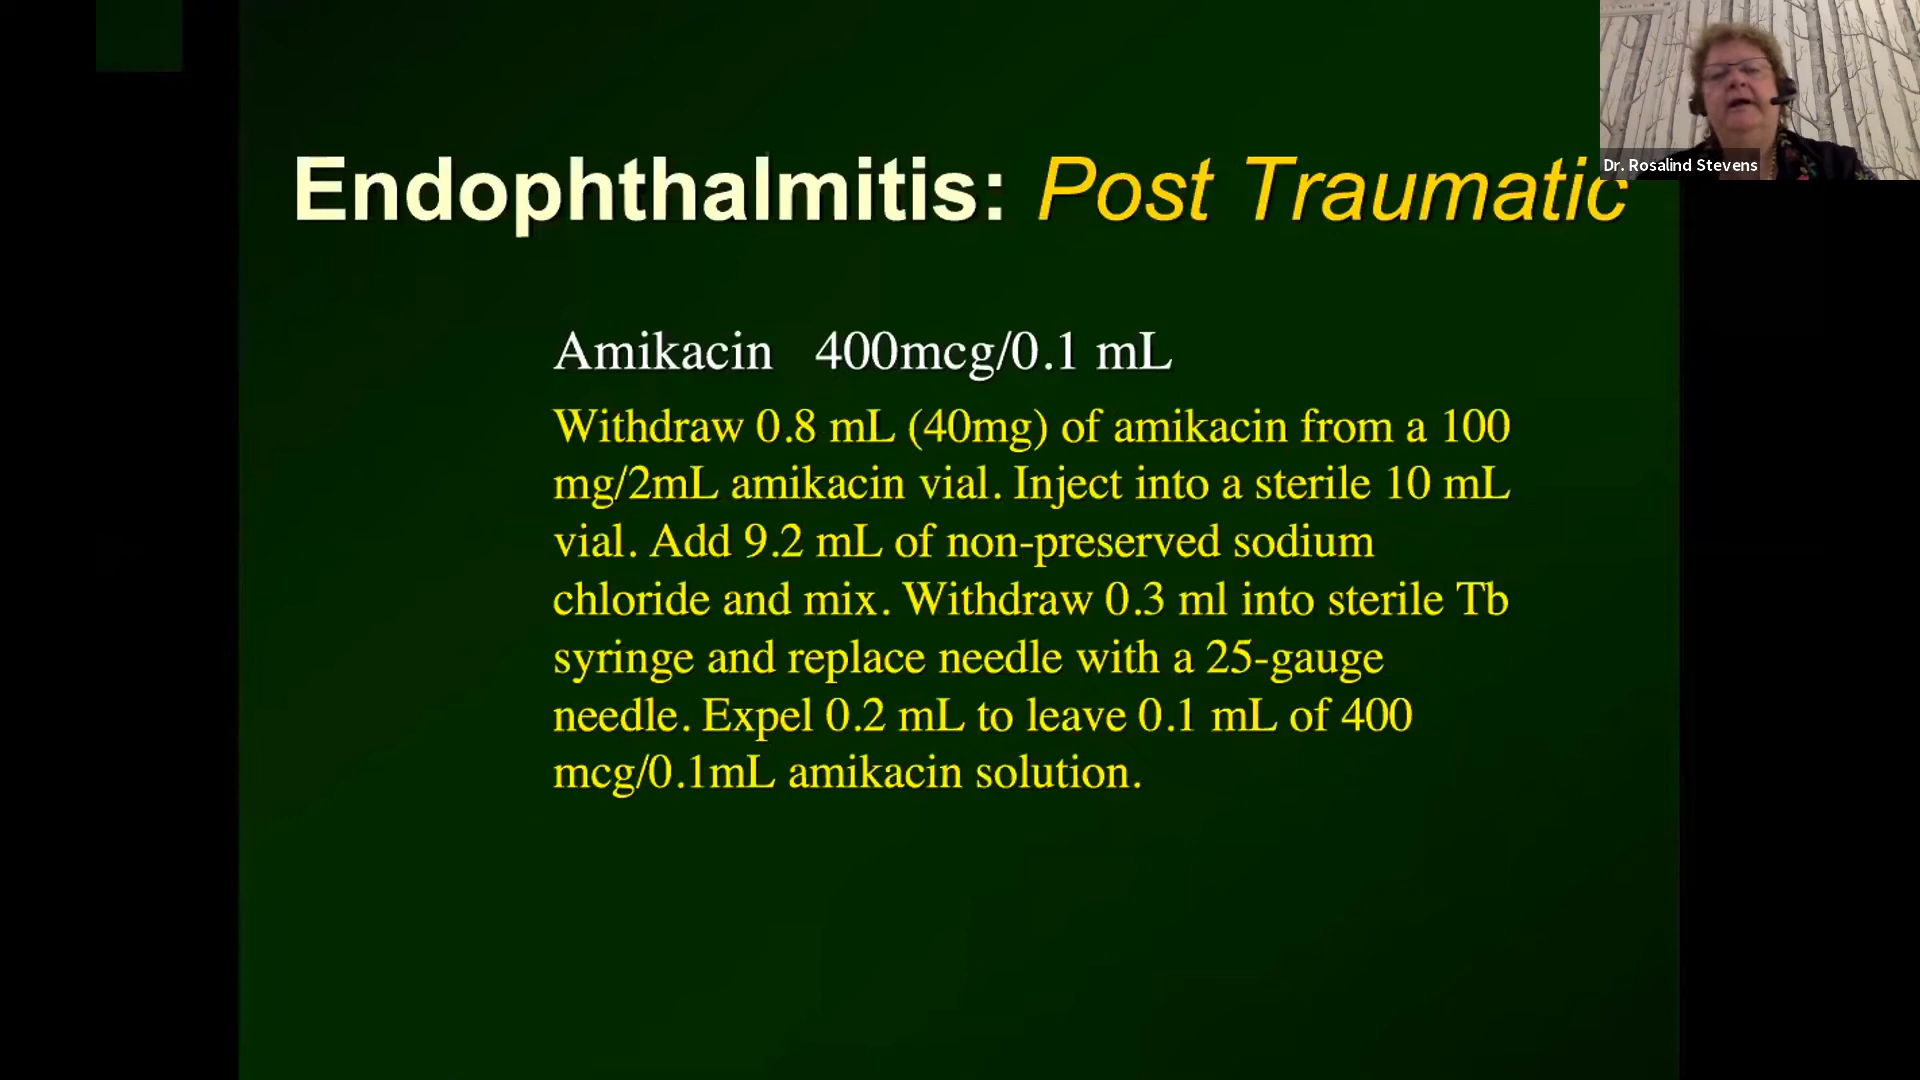 Endophthalmitis: Post Traumatic
Dr. Rosalind Stevens
Amikacin 400mcg/0.1 mL
Withdraw 0.8 mL (40mg) of amikacin from a 100
mg/2mL amikacin vial. Inject into a sterile 10 mL
vial. Add 9.2 mL of non-preserved sodium
chloride and mix. Withdraw 0.3 ml into sterile Tb
syringe and replace needle with a 25-gauge
needle. Expel 0.2 mL to leave 0.1 mL of 400
mcg/0.1mL amikacin solution.